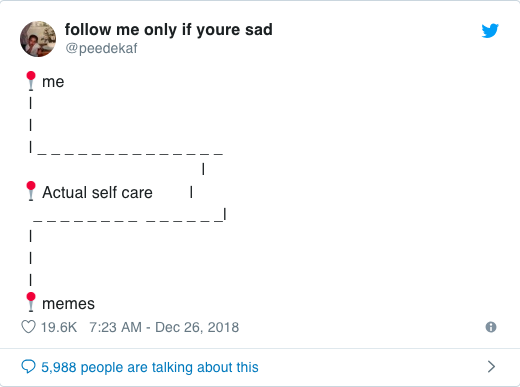 follow me only if youre sad
@peedekaf
📍 me
|
|
| _ _ _ _ _ _ _ _ _ _ _ _ _ _
|
📍 Actual self care |
_ _ _ _ _ _ _ _ _ _ _ _ _ _|
|
|
|
📍 memes
19.6K 7:23 AM - Dec 26, 2018
5,988 people are talking about this